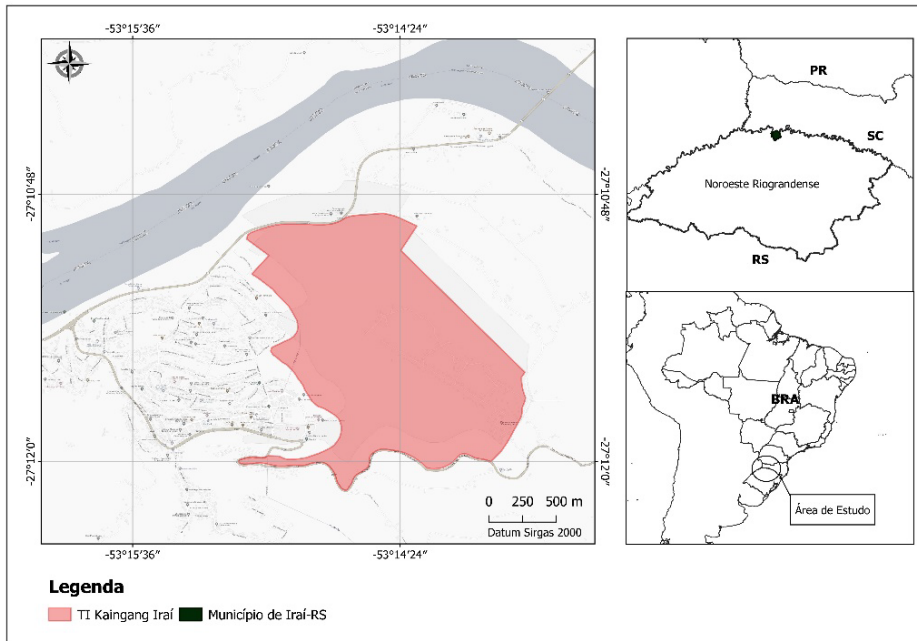 -53°15′36″
-53°14′24″
-27°10′48″
-27°10′48″
-27°12′0″
-27°12′0″
0 250 500 m
Datum Sirgas 2000
-53°15′36″
-53°14′24″
PR
SC
Noroeste Riograndense
RS
BRA
Área de Estudo
Legenda
TI Kaingang Iraí
Município de Iraí-RS